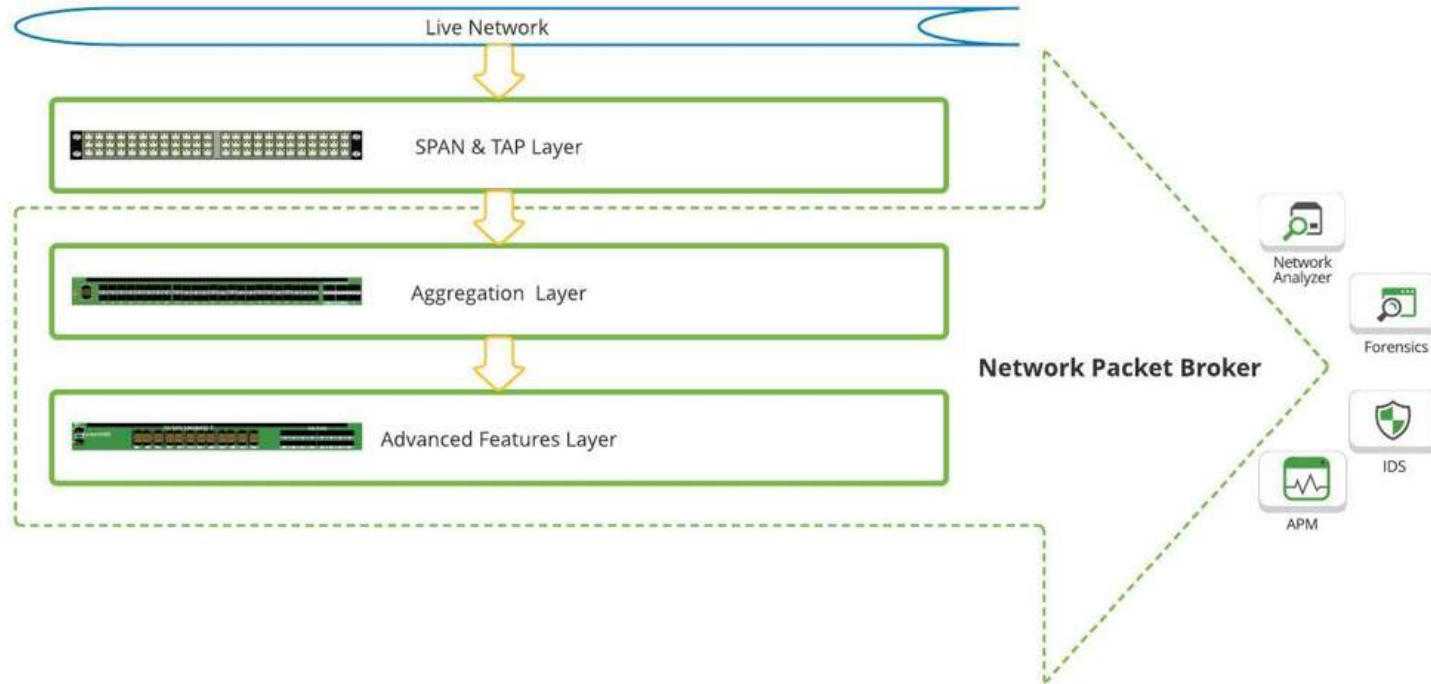 Live Network
SPAN & TAP Layer
Aggregation Layer
Advanced Features Layer
Network Packet Broker
Network
Analyzer
Forensics
IDS
APM